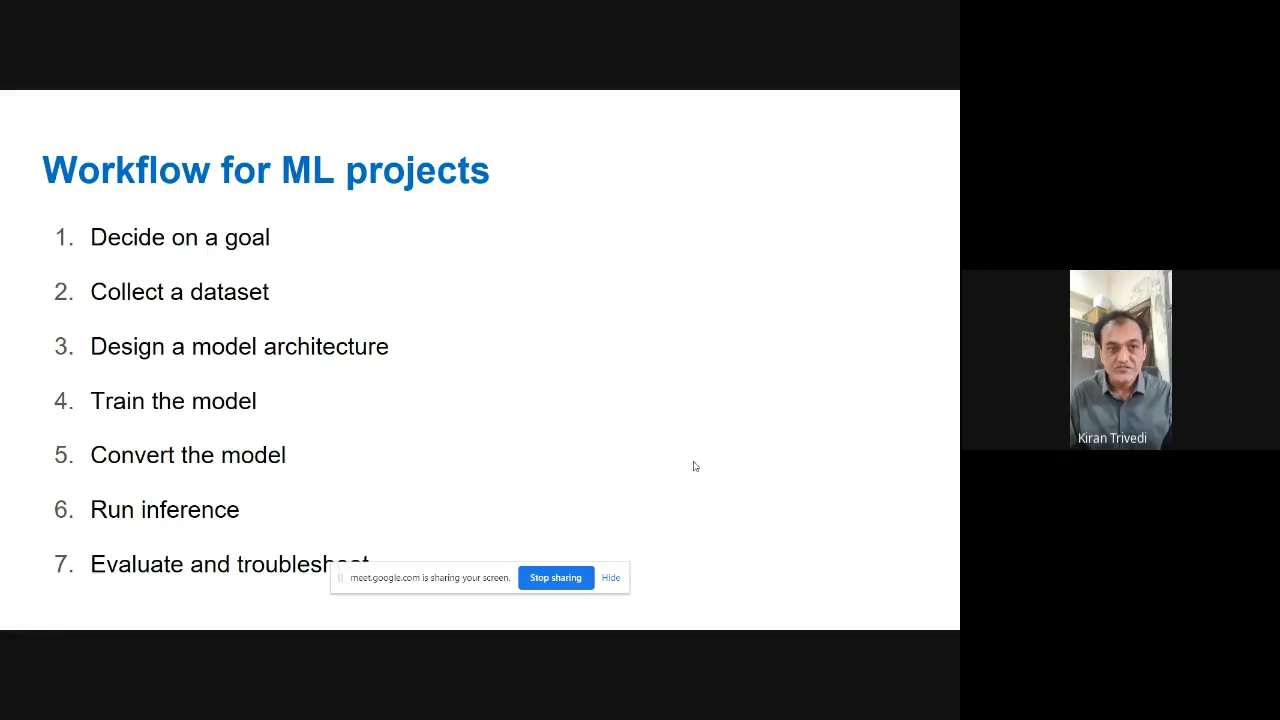 Workflow for ML projects
1. Decide on a goal
2. Collect a dataset
3. Design a model architecture
4. Train the model
5. Convert the model
6. Run inference
7. Evaluate and troubleshoot
meet.google.com is sharing your screen. Stop sharing Hide
Kiran Trivedi